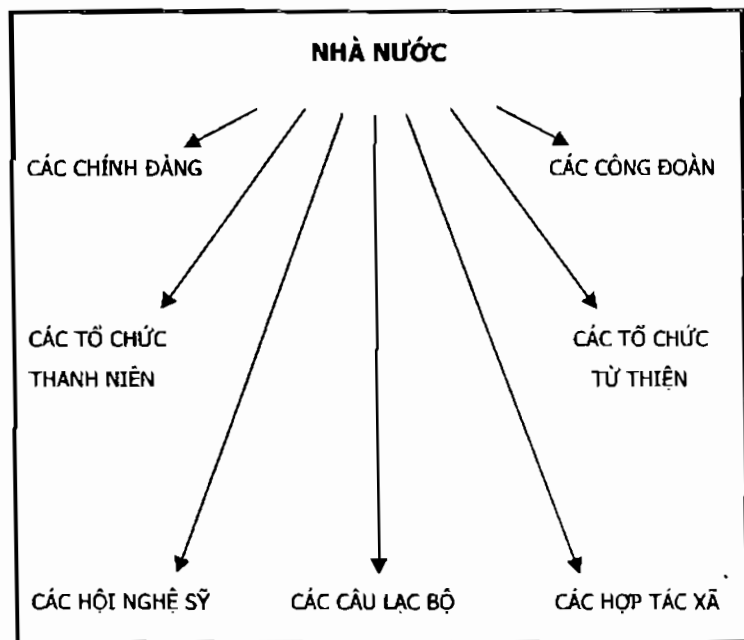 NHÀ NƯỚC
CÁC CHÍNH ĐẢNG
CÁC CÔNG ĐOÀN
CÁC TỔ CHỨC
THANH NIÊN
CÁC TỔ CHỨC
TỪ THIỆN
CÁC HỘI NGHỆ SỸ
CÁC CÂU LẠC BỘ
CÁC HỢP TÁC XÃ